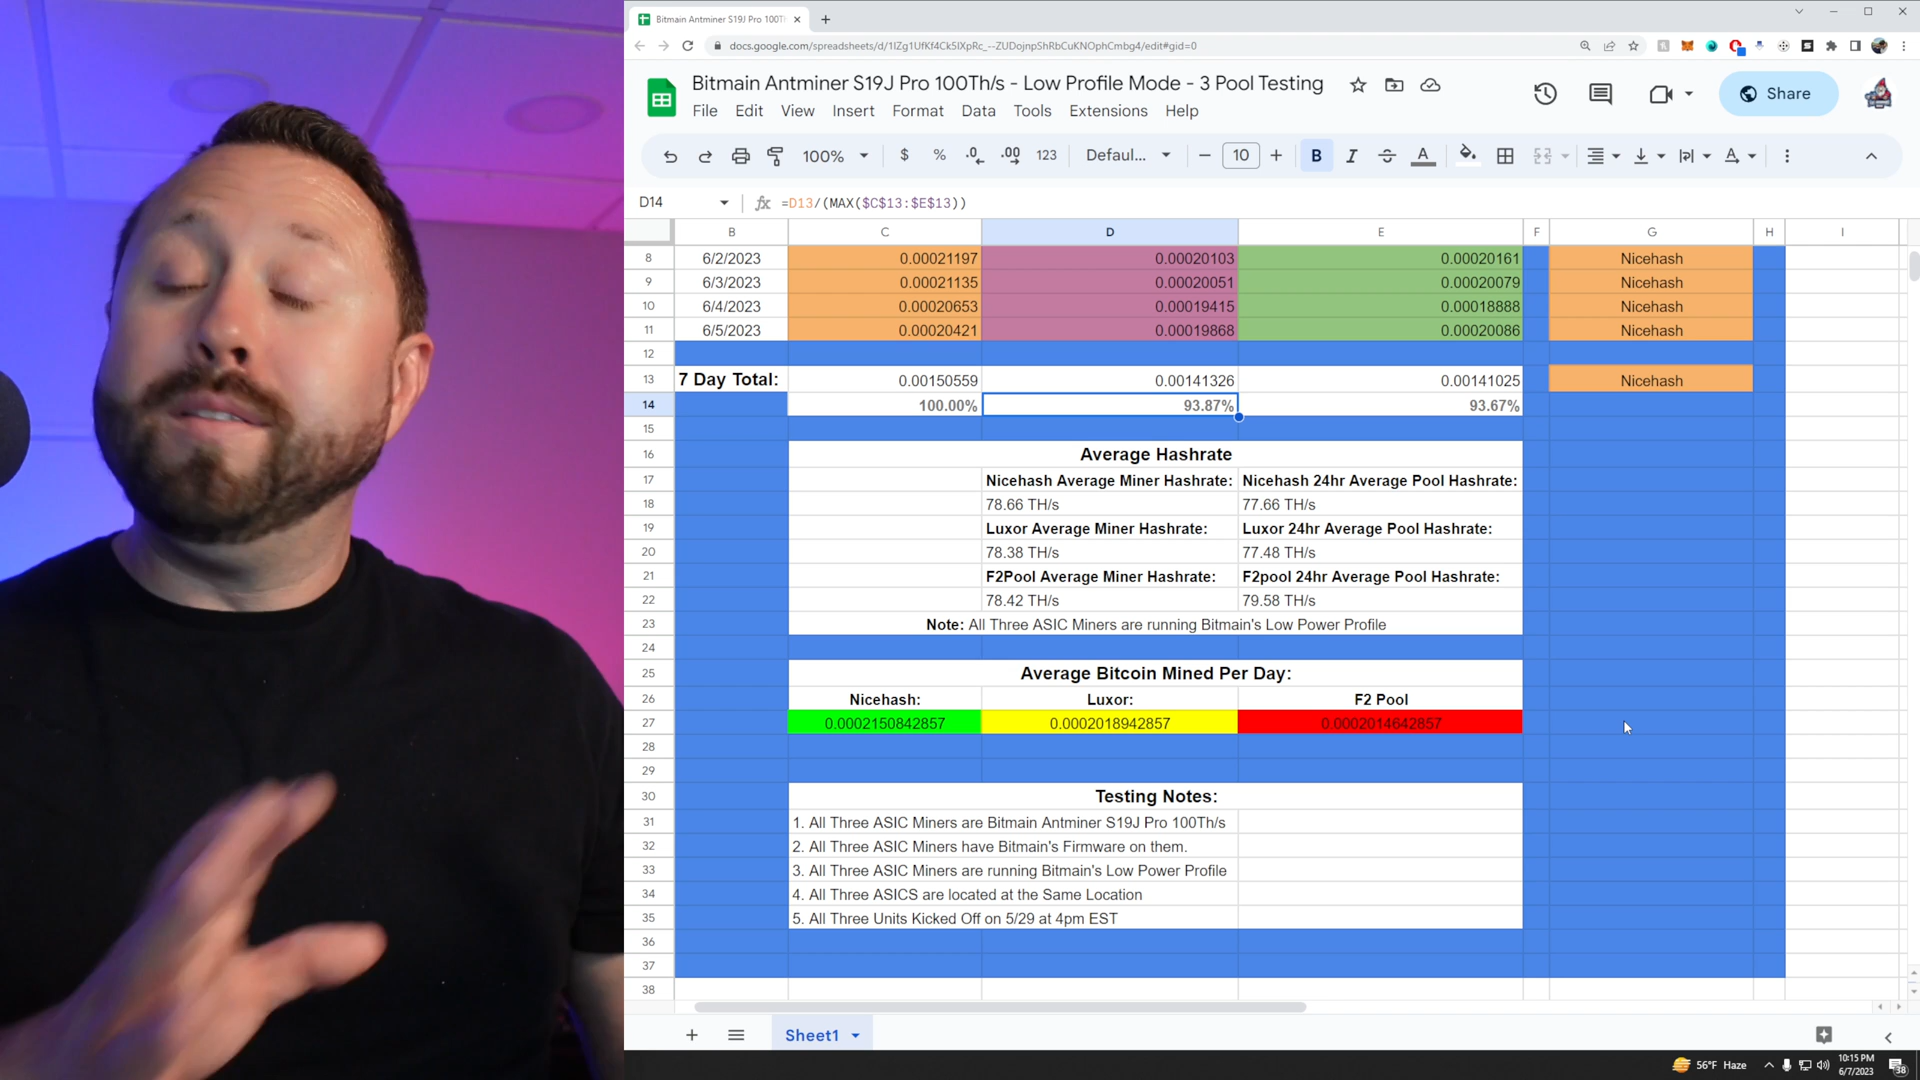 Bitmain Antminer S19J Pro 100T
docs.google.com/spreadsheets/d/1IZg1UfKf4Ck5IXpRc_--ZUDojnpShRbCuKNOphCmbg4/edit#gid=0
Bitmain Antminer S19J Pro 100Th/s - Low Profile Mode - 3 Pool Testing
Share
File Edit View Insert Format Data Tools Extensions Help
100% $ % .0 .00 123 Defaul... 10 B I A A
D14 fx =D13/(MAX($C$13:$E$13))
B C D E F G H I
8 6/2/2023 0.00021197 0.00020103 0.00020161 Nicehash
9 6/3/2023 0.00021135 0.00020051 0.00020079 Nicehash
10 6/4/2023 0.00020653 0.00019415 0.00018888 Nicehash
11 6/5/2023 0.00020421 0.00019868 0.00020086 Nicehash
12
13 7 Day Total: 0.00150559 0.00141326 0.00141025 Nicehash
14 100.00% 93.87% 93.67%
15
16 Average Hashrate
17 Nicehash Average Miner Hashrate: Nicehash 24hr Average Pool Hashrate:
18 78.66 TH/s 77.66 TH/s
19 Luxor Average Miner Hashrate: Luxor 24hr Average Pool Hashrate:
20 78.38 TH/s 77.48 TH/s
21 F2Pool Average Miner Hashrate: F2pool 24hr Average Pool Hashrate:
22 78.42 TH/s 79.58 TH/s
23 Note: All Three ASIC Miners are running Bitmain's Low Power Profile
24
25 Average Bitcoin Mined Per Day:
26 Nicehash: Luxor: F2 Pool
27 0.0002150842857 0.0002018942857 0.0002014642857
28
29
30 Testing Notes:
31 1. All Three ASIC Miners are Bitmain Antminer S19J Pro 100Th/s
32 2. All Three ASIC Miners have Bitmain's Firmware on them.
33 3. All Three ASIC Miners are running Bitmain's Low Power Profile
34 4. All Three ASICS are located at the Same Location
35 5. All Three Units Kicked Off on 5/29 at 4pm EST
36
37
38
Sheet1
56°F Haze 10:15 PM
6/7/2023 38